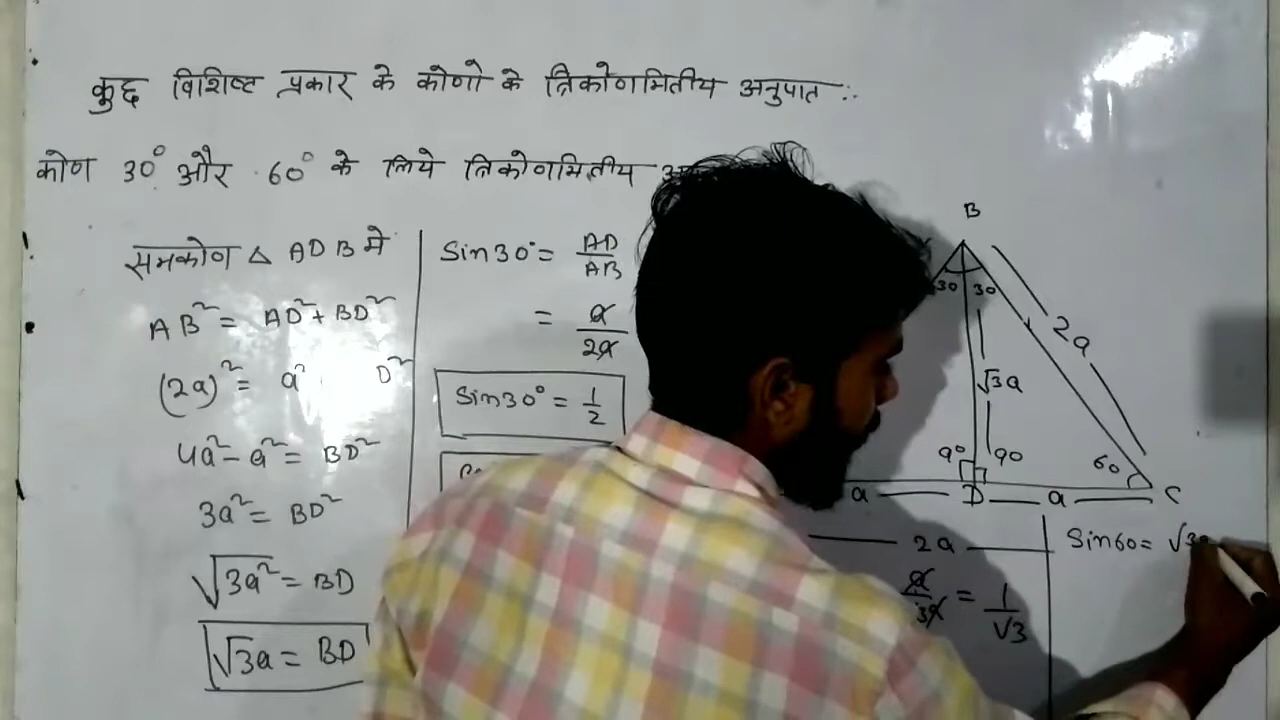 कुछ विशिष्ट प्रकार के कोणो के त्रिकोणमितीय अनुपात :-
कोण 30° और 60° के लिये त्रिकोणमितीय
समकोण △ ADB में
AB² = AD² + BD²
(2a)² = a² D²
4a² - a² = BD²
3a² = BD²
√3a² = BD
√3a = BD
Sin30° = AD/AB
= a/2a
Sin30° = 1/2
B
30 30
2a
√3a
90 90
60
a D a C
2a
= 1/√3
Sin60 = √3